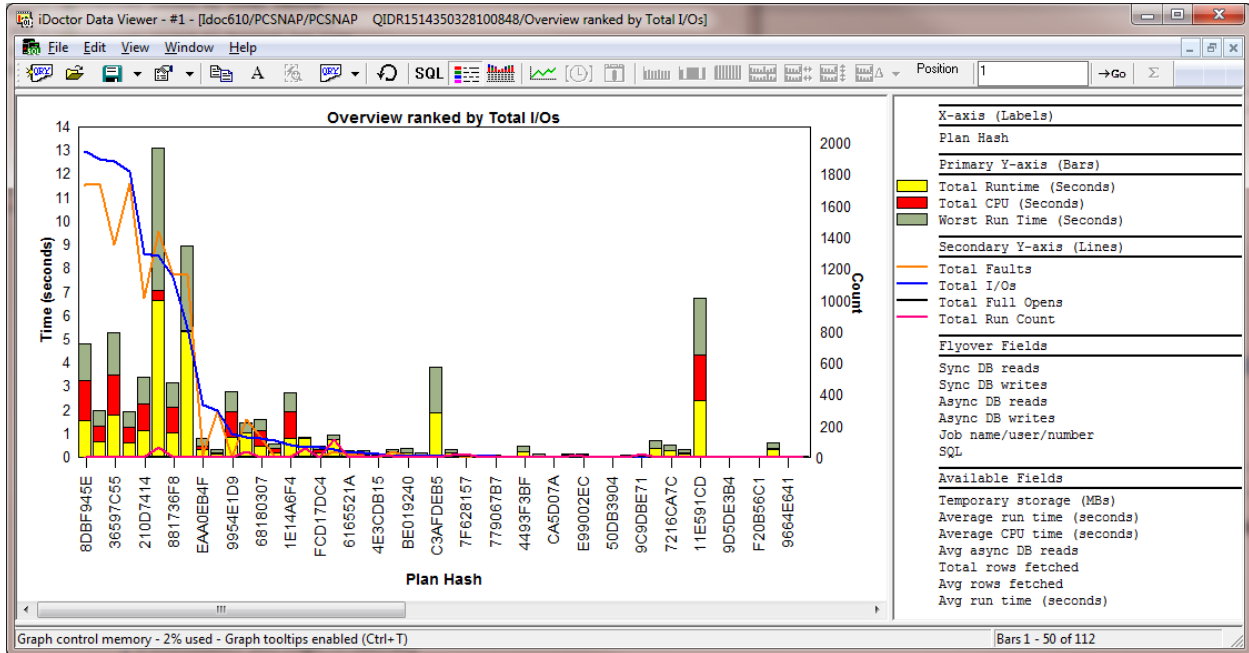 iDoctor Data Viewer - #1 - [Idoc610/PCSNAP/PCSNAP QIDR1514350328100848/Overview ranked by Total I/Os]
File Edit View Window Help
QRY A QRY SQL Position 1 →Go Σ
Overview ranked by Total I/Os
Time (seconds)
14
13
12
11
10
9
8
7
6
5
4
3
2
1
0
2000
1800
1600
1400
1200
1000
800
600
400
200
0
Count
8DBF945E
36597C55
210D7414
881736F8
EAA0EB4F
9954E1D9
68180307
1E14A6F4
FCD17DC4
6165521A
4E3CDB15
BE019240
C3AFDEB5
7F628157
779067B7
4493F3BF
CA5D07A
E99002EC
50DB3904
9C9DBE71
7216CA7C
11E591CD
9D5DE3B4
F20B56C1
9664E641
Plan Hash
X-axis (Labels)
Plan Hash
Primary Y-axis (Bars)
Total Runtime (Seconds)
Total CPU (Seconds)
Worst Run Time (Seconds)
Secondary Y-axis (Lines)
Total Faults
Total I/Os
Total Full Opens
Total Run Count
Flyover Fields
Sync DB reads
Sync DB writes
Async DB reads
Async DB writes
Job name/user/number
SQL
Available Fields
Temporary storage (MBs)
Average run time (seconds)
Average CPU time (seconds)
Avg async DB reads
Total rows fetched
Avg rows fetched
Avg run time (seconds)
Graph control memory - 2% used - Graph tooltips enabled (Ctrl+T)
Bars 1 - 50 of 112